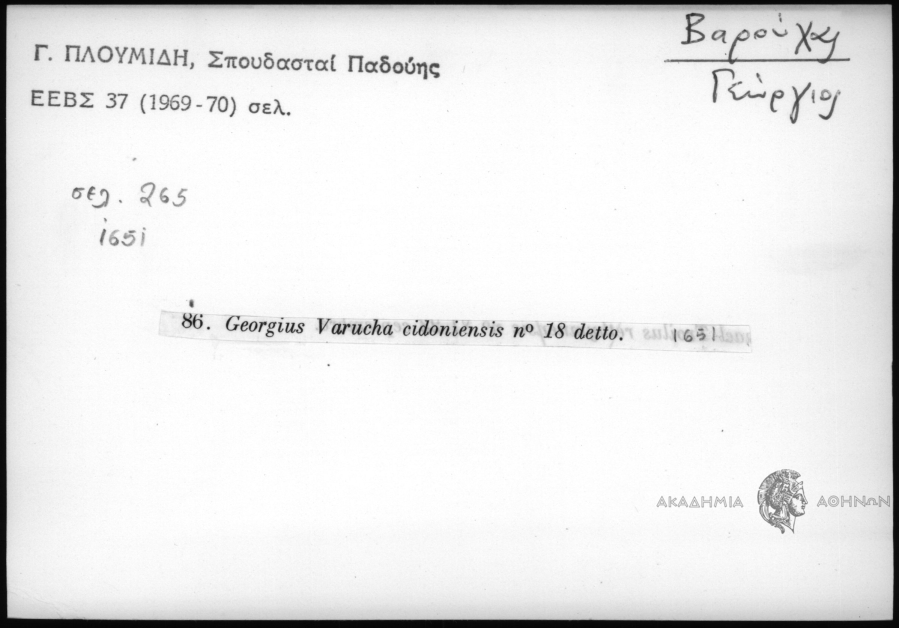 Γ. ΠΛΟΥΜΙΔΗ, Σπουδασταί Παδούης
ΕΕΒΣ 37 (1969-70) σελ.
Βαρούχας
Γεώργιος
σελ. 265
1651
86. Georgius Varucha cidoniensis nº 18 detto. 1651
ΑΚΑΔΗΜΙΑ ΑΘΗΝΩΝ